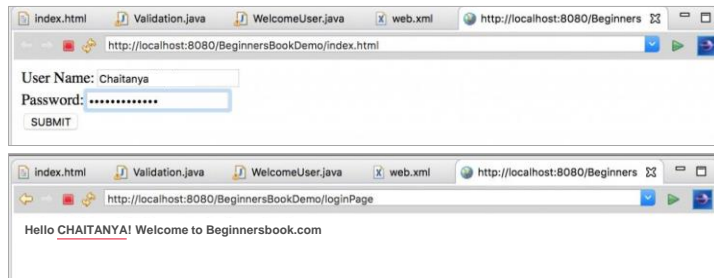 index.html Validation.java WelcomeUser.java web.xml http://localhost:8080/Beginners
http://localhost:8080/BeginnersBookDemo/index.html
User Name: Chaitanya
Password: •••••••••••••
SUBMIT
index.html Validation.java WelcomeUser.java web.xml http://localhost:8080/Beginners
http://localhost:8080/BeginnersBookDemo/loginPage
Hello CHAITANYA! Welcome to Beginnersbook.com